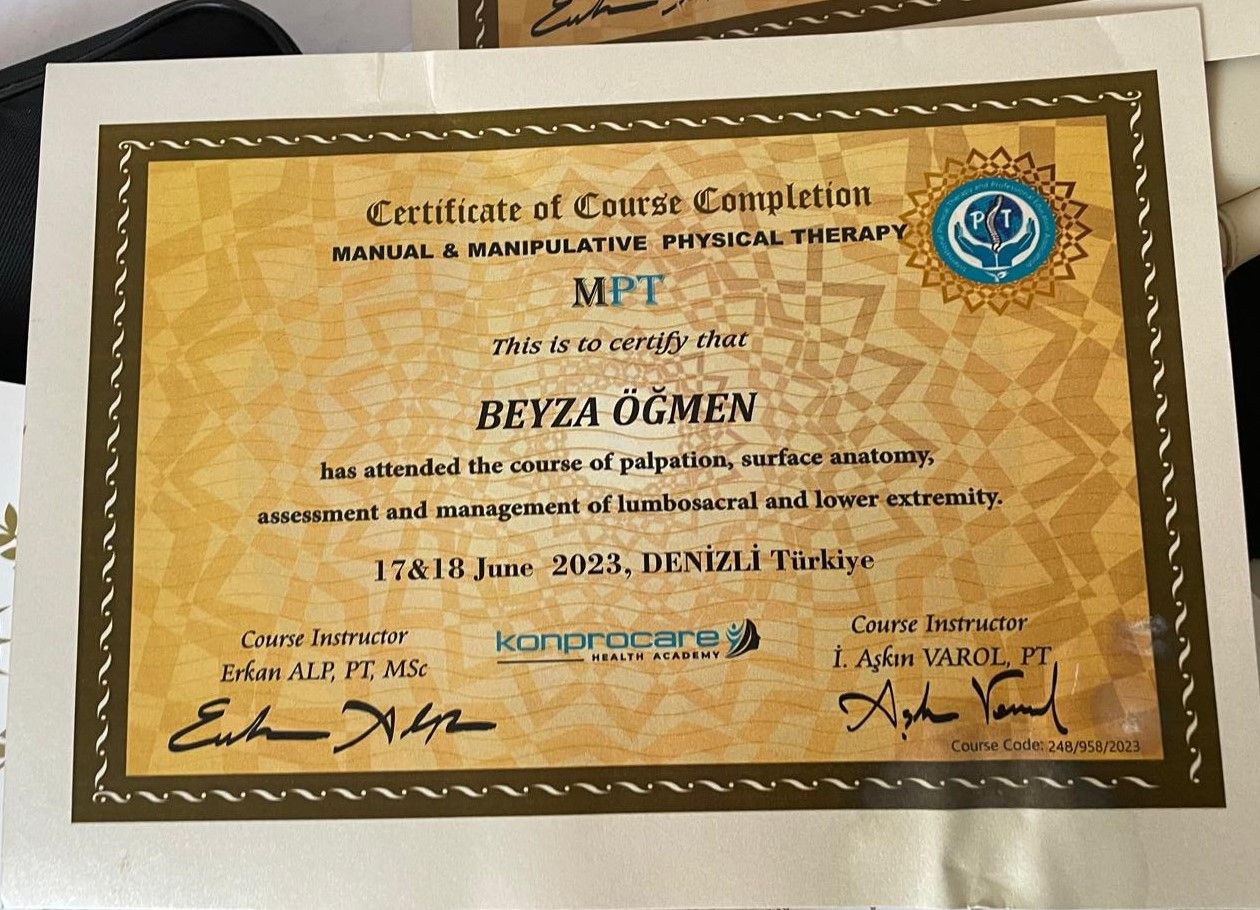 Certificate of Course Completion
MANUAL & MANIPULATIVE PHYSICAL THERAPY
MPT
P T
This is to certify that
BEYZA ÖĞMEN
has attended the course of palpation, surface anatomy,
assessment and management of lumbosacral and lower extremity.
17&18 June 2023, DENİZLİ Türkiye
Course Instructor
Erkan ALP, PT, MSc
konprocare
HEALTH ACADEMY
Course Instructor
İ. Aşkın VAROL, PT
Course Code: 248/958/2023